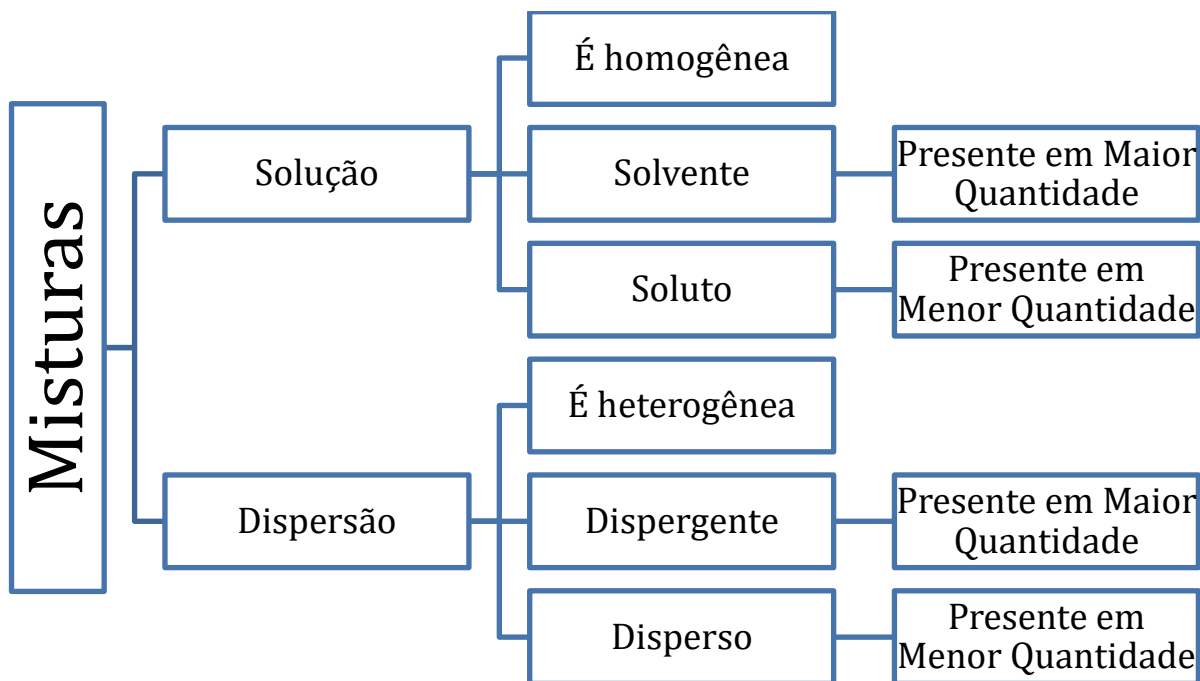 Misturas
Solução
É homogênea
Solvente
Presente em Maior
Quantidade
Soluto
Presente em
Menor Quantidade
Dispersão
É heterogênea
Dispergente
Presente em Maior
Quantidade
Disperso
Presente em
Menor Quantidade